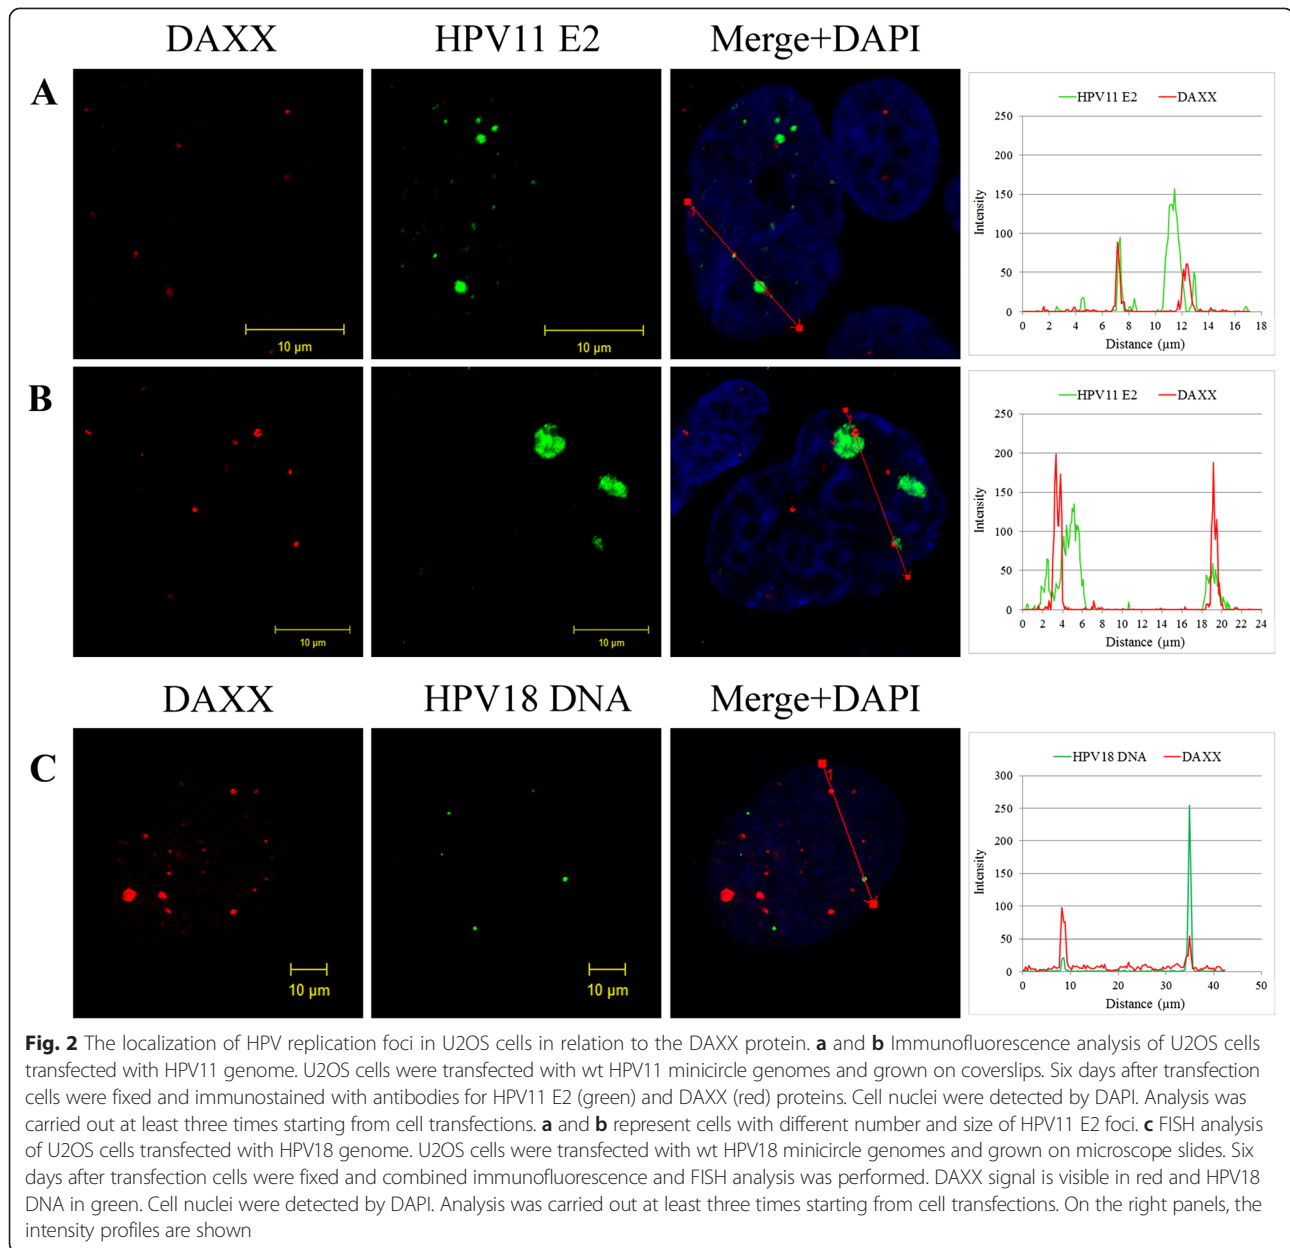 DAXX HPV11 E2 Merge+DAPI
A
10 µm
10 µm
1
HPV11 E2 DAXX
250
200
150
100
50
0
Intensity
0 2 4 6 8 10 12 14 16 18
Distance (µm)
B
10 µm
10 µm
HPV11 E2 DAXX
250
200
150
100
50
0
Intensity
0 2 4 6 8 10 12 14 16 18 20 22 24
Distance (µm)
DAXX HPV18 DNA Merge+DAPI
C
10 µm
10 µm
1
HPV18 DNA DAXX
300
250
200
150
100
50
0
Intensity
0 10 20 30 40 50
Distance (µm)
Fig. 2 The localization of HPV replication foci in U2OS cells in relation to the DAXX protein. a and b Immunofluorescence analysis of U2OS cells
transfected with HPV11 genome. U2OS cells were transfected with wt HPV11 minicircle genomes and grown on coverslips. Six days after transfection
cells were fixed and immunostained with antibodies for HPV11 E2 (green) and DAXX (red) proteins. Cell nuclei were detected by DAPI. Analysis was
carried out at least three times starting from cell transfections. a and b represent cells with different number and size of HPV11 E2 foci. c FISH analysis
of U2OS cells transfected with HPV18 genome. U2OS cells were transfected with wt HPV18 minicircle genomes and grown on microscope slides. Six
days after transfection cells were fixed and combined immunofluorescence and FISH analysis was performed. DAXX signal is visible in red and HPV18
DNA in green. Cell nuclei were detected by DAPI. Analysis was carried out at least three times starting from cell transfections. On the right panels, the
intensity profiles are shown